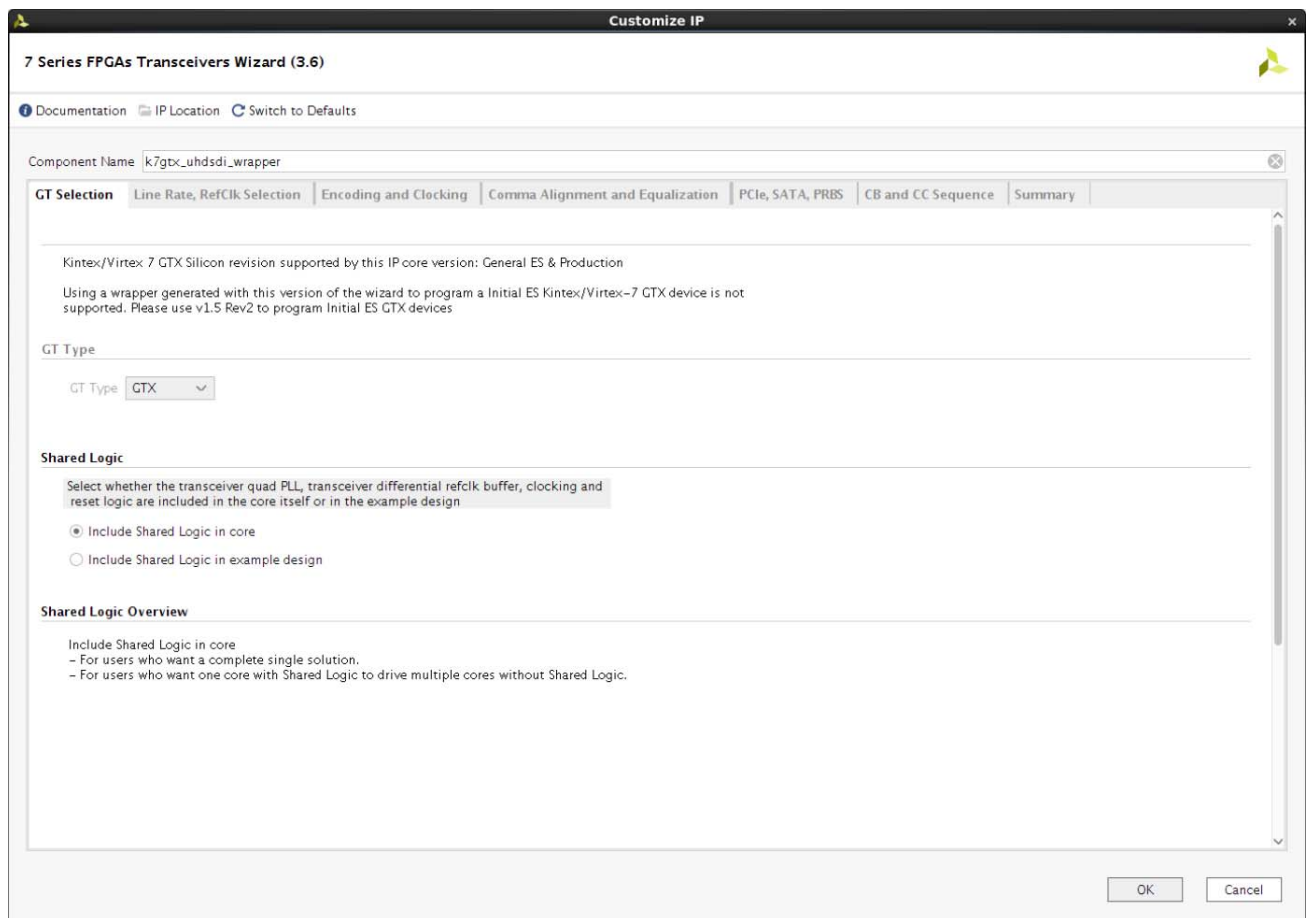 Customize IP
7 Series FPGAs Transceivers Wizard (3.6)
Documentation IP Location Switch to Defaults
Component Name k7gtx_uhdsdi_wrapper
GT Selection Line Rate, RefClk Selection Encoding and Clocking Comma Alignment and Equalization PCIe, SATA, PRBS CB and CC Sequence Summary
Kintex/Virtex 7 GTX Silicon revision supported by this IP core version: General ES & Production
Using a wrapper generated with this version of the wizard to program a Initial ES Kintex/Virtex-7 GTX device is not
supported. Please use v1.5 Rev2 to program Initial ES GTX devices
GT Type
GT Type GTX
Shared Logic
Select whether the transceiver quad PLL, transceiver differential refclk buffer, clocking and
reset logic are included in the core itself or in the example design
Include Shared Logic in core
Include Shared Logic in example design
Shared Logic Overview
Include Shared Logic in core
- For users who want a complete single solution.
- For users who want one core with Shared Logic to drive multiple cores without Shared Logic.
OK Cancel